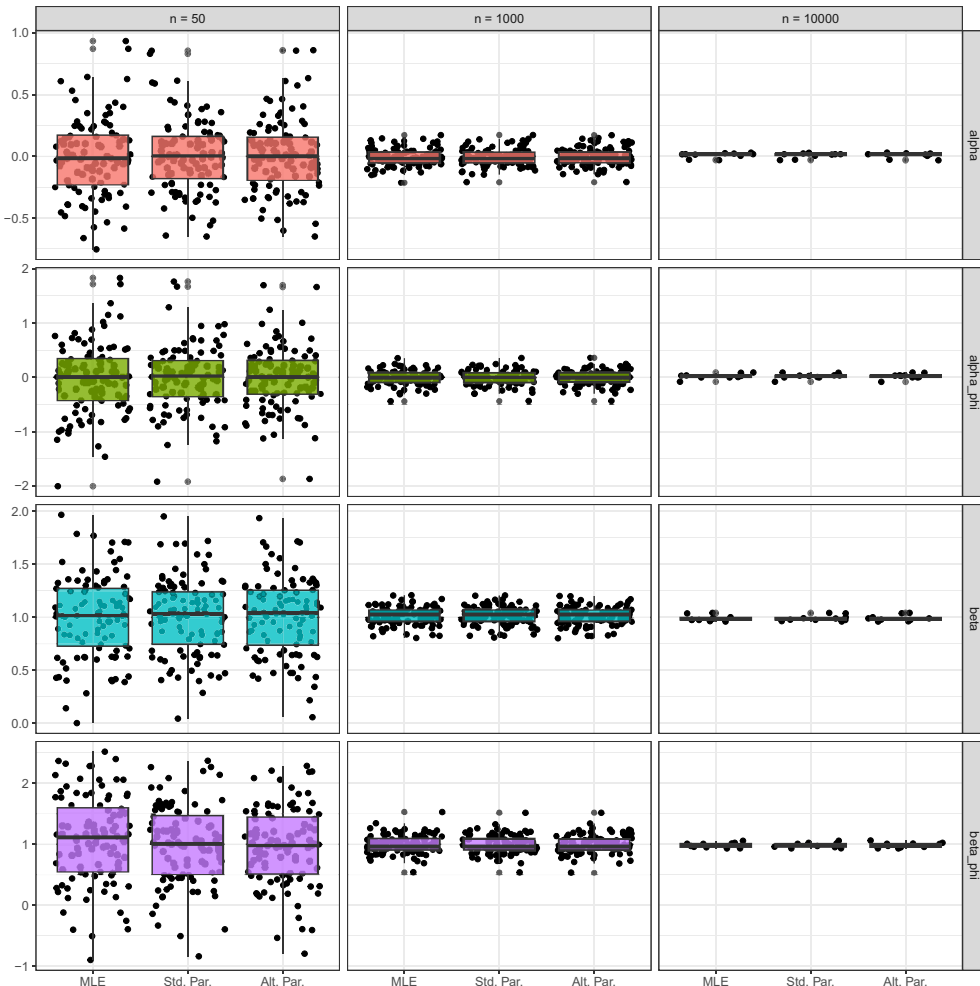 n = 50
n = 1000
n = 10000
1.0
0.5
0.0
−0.5
alpha
2
1
0
−1
−2
alpha_phi
2.0
1.5
1.0
0.5
0.0
beta
2
1
0
−1
beta_phi
MLE
Std. Par.
Alt. Par.
MLE
Std. Par.
Alt. Par.
MLE
Std. Par.
Alt. Par.